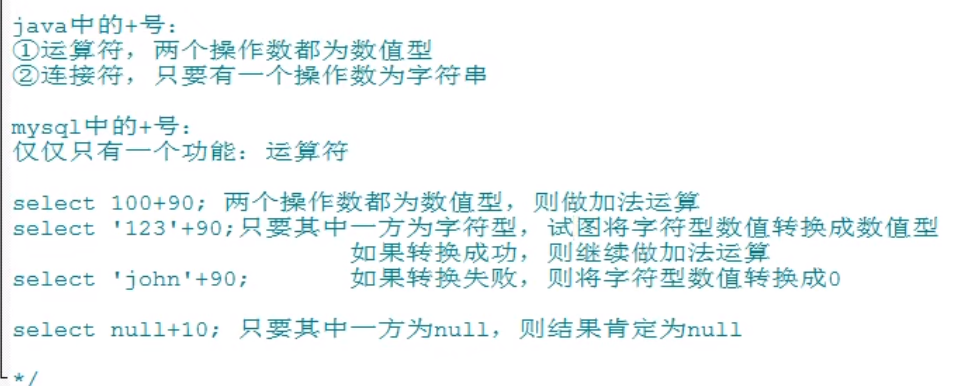 java中的+号：
①运算符，两个操作数都为数值型
②连接符，只要有一个操作数为字符串
mysql中的+号：
仅仅只有一个功能：运算符
select 100+90; 两个操作数都为数值型，则做加法运算
select '123'+90;只要其中一方为字符型，试图将字符型数值转换成数值型
如果转换成功，则继续做加法运算
select 'john'+90; 如果转换失败，则将字符型数值转换成0
select null+10; 只要其中一方为null，则结果肯定为null
*/